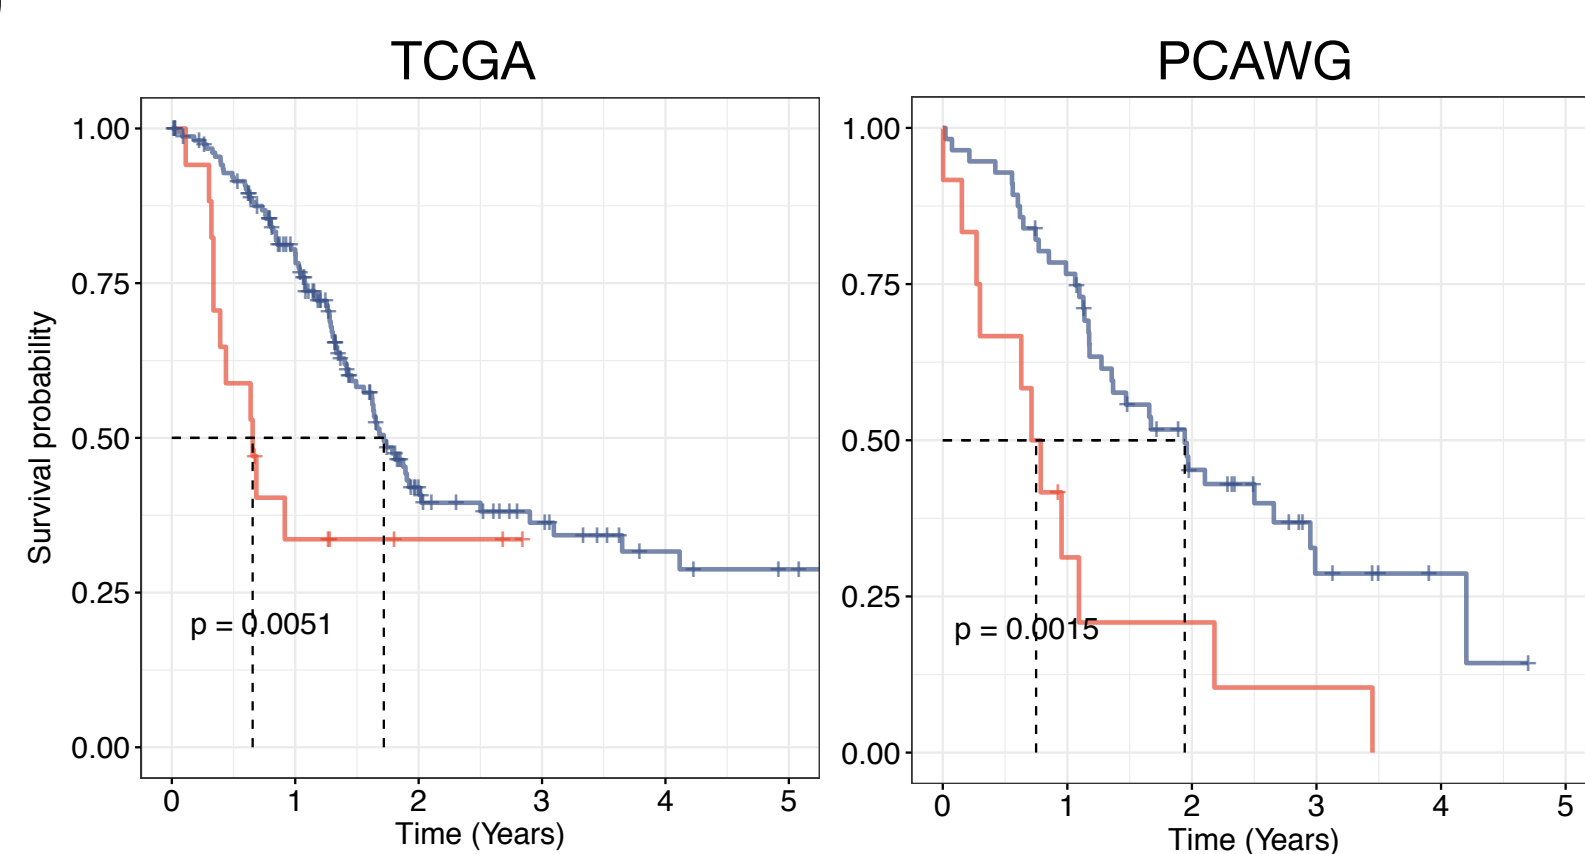 TCGA
PCAWG
Survival probability
1.00
0.75
0.50
0.25
0.00
p = 0.0051
0 1 2 3 4 5
Time (Years)
1.00
0.75
0.50
0.25
0.00
p = 0.0015
0 1 2 3 4 5
Time (Years)